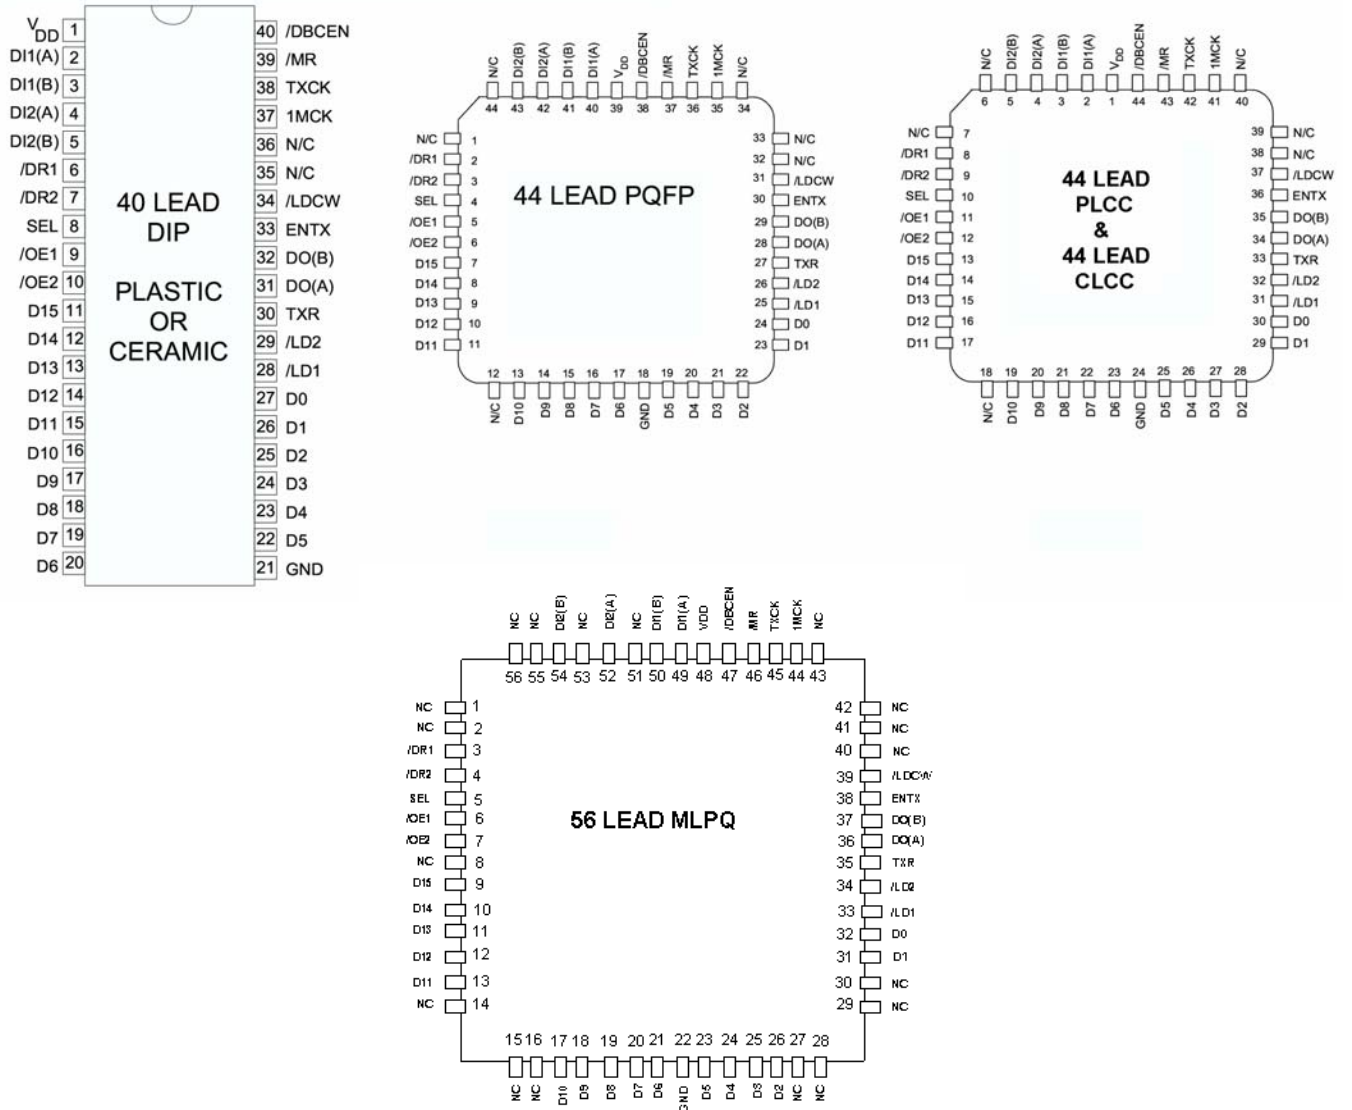 VDD 1
DI1(A) 2
DI1(B) 3
DI2(A) 4
DI2(B) 5
/DR1 6
/DR2 7
SEL 8
/OE1 9
/OE2 10
D15 11
D14 12
D13 13
D12 14
D11 15
D10 16
D9 17
D8 18
D7 19
D6 20
40 LEAD
DIP
PLASTIC
OR
CERAMIC
40 /DBCEN
39 /MR
38 TXCK
37 1MCK
36 N/C
35 N/C
34 /LDCW
33 ENTX
32 DO(B)
31 DO(A)
30 TXR
29 /LD2
28 /LD1
27 D0
26 D1
25 D2
24 D3
23 D4
22 D5
21 GND
N/C DI2(B) DI2(A) DI1(B) DI1(A) VDD /DBCEN /MR TXCK 1MCK N/C
44 43 42 41 40 39 38 37 36 35 34
N/C 1
/DR1 2
/DR2 3
SEL 4
/OE1 5
/OE2 6
D15 7
D14 8
D13 9
D12 10
D11 11
44 LEAD PQFP
33 N/C
32 N/C
31 /LDCW
30 ENTX
29 DO(B)
28 DO(A)
27 TXR
26 /LD2
25 /LD1
24 D0
23 D1
12 13 14 15 16 17 18 19 20 21 22
N/C D10 D9 D8 D7 D6 GND D5 D4 D3 D2
N/C DI2(B) DI2(A) DI1(B) DI1(A) VDD /DBCEN /MR TXCK 1MCK N/C
6 5 4 3 2 1 44 43 42 41 40
N/C 7
/DR1 8
/DR2 9
SEL 10
/OE1 11
/OE2 12
D15 13
D14 14
D13 15
D12 16
D11 17
44 LEAD
PLCC
&
44 LEAD
CLCC
39 N/C
38 N/C
37 /LDCW
36 ENTX
35 DO(B)
34 DO(A)
33 TXR
32 /LD2
31 /LD1
30 D0
29 D1
18 19 20 21 22 23 24 25 26 27 28
N/C D10 D9 D8 D7 D6 GND D5 D4 D3 D2
NC NC DI2(B) NC DI2(A) NC DI1(B) DI1(A) VDD /DBCEN /MR TXCK 1MCK NC
56 55 54 53 52 51 50 49 48 47 46 45 44 43
NC 1
NC 2
/DR1 3
/DR2 4
SEL 5
/OE1 6
/OE2 7
NC 8
D15 9
D14 10
D13 11
D12 12
D11 13
NC 14
56 LEAD MLPQ
42 NC
41 NC
40 NC
39 /LDCW
38 ENTX
37 DO(B)
36 DO(A)
35 TXR
34 /LD2
33 /LD1
32 D0
31 D1
30 NC
29 NC
15 16 17 18 19 20 21 22 23 24 25 26 27 28
NC NC D10 D9 D8 D7 D6 GND D5 D4 D3 D2 NC NC